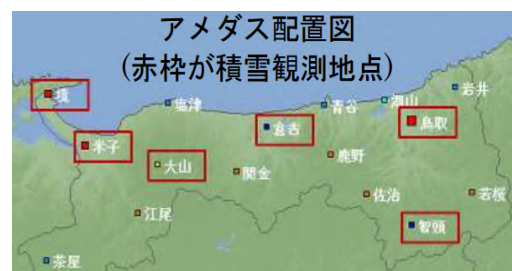 アメダス配置図
(赤枠が積雪観測地点)
境
岩井
塩津
青谷
湖山
鳥取
米子
倉吉
鹿野
大山
関金
佐治
若桜
江尾
智頭
茶屋